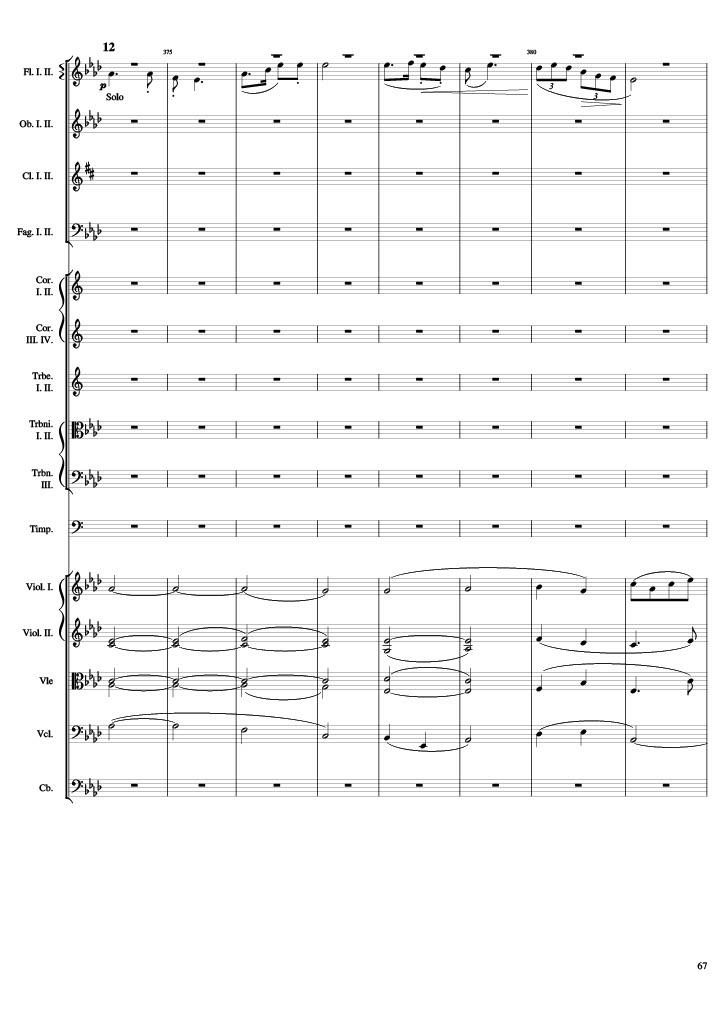 12
375
380
Fl. I. II.
p
Solo
3
3
Ob. I. II.
Cl. I. II.
Fag. I. II.
Cor.
I. II.
Cor.
III. IV.
Trbe.
I. II.
Trbni.
I. II.
Trbn.
III.
Timp.
Viol. I.
Viol. II.
Vle
Vcl.
Cb.
67